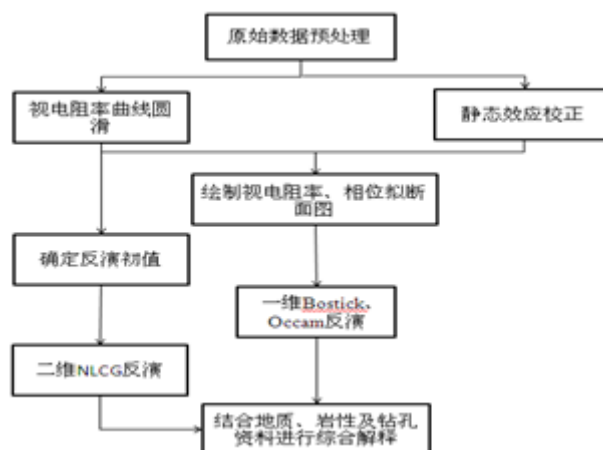 原始数据预处理
视电阻率曲线圆
滑
静态效应校正
绘制视电阻率、相位拟断
面图
确定反演初值
一维Bostick、
Occam反演
二维NLCG反演
结合地质、岩性及钻孔
资料进行综合解释